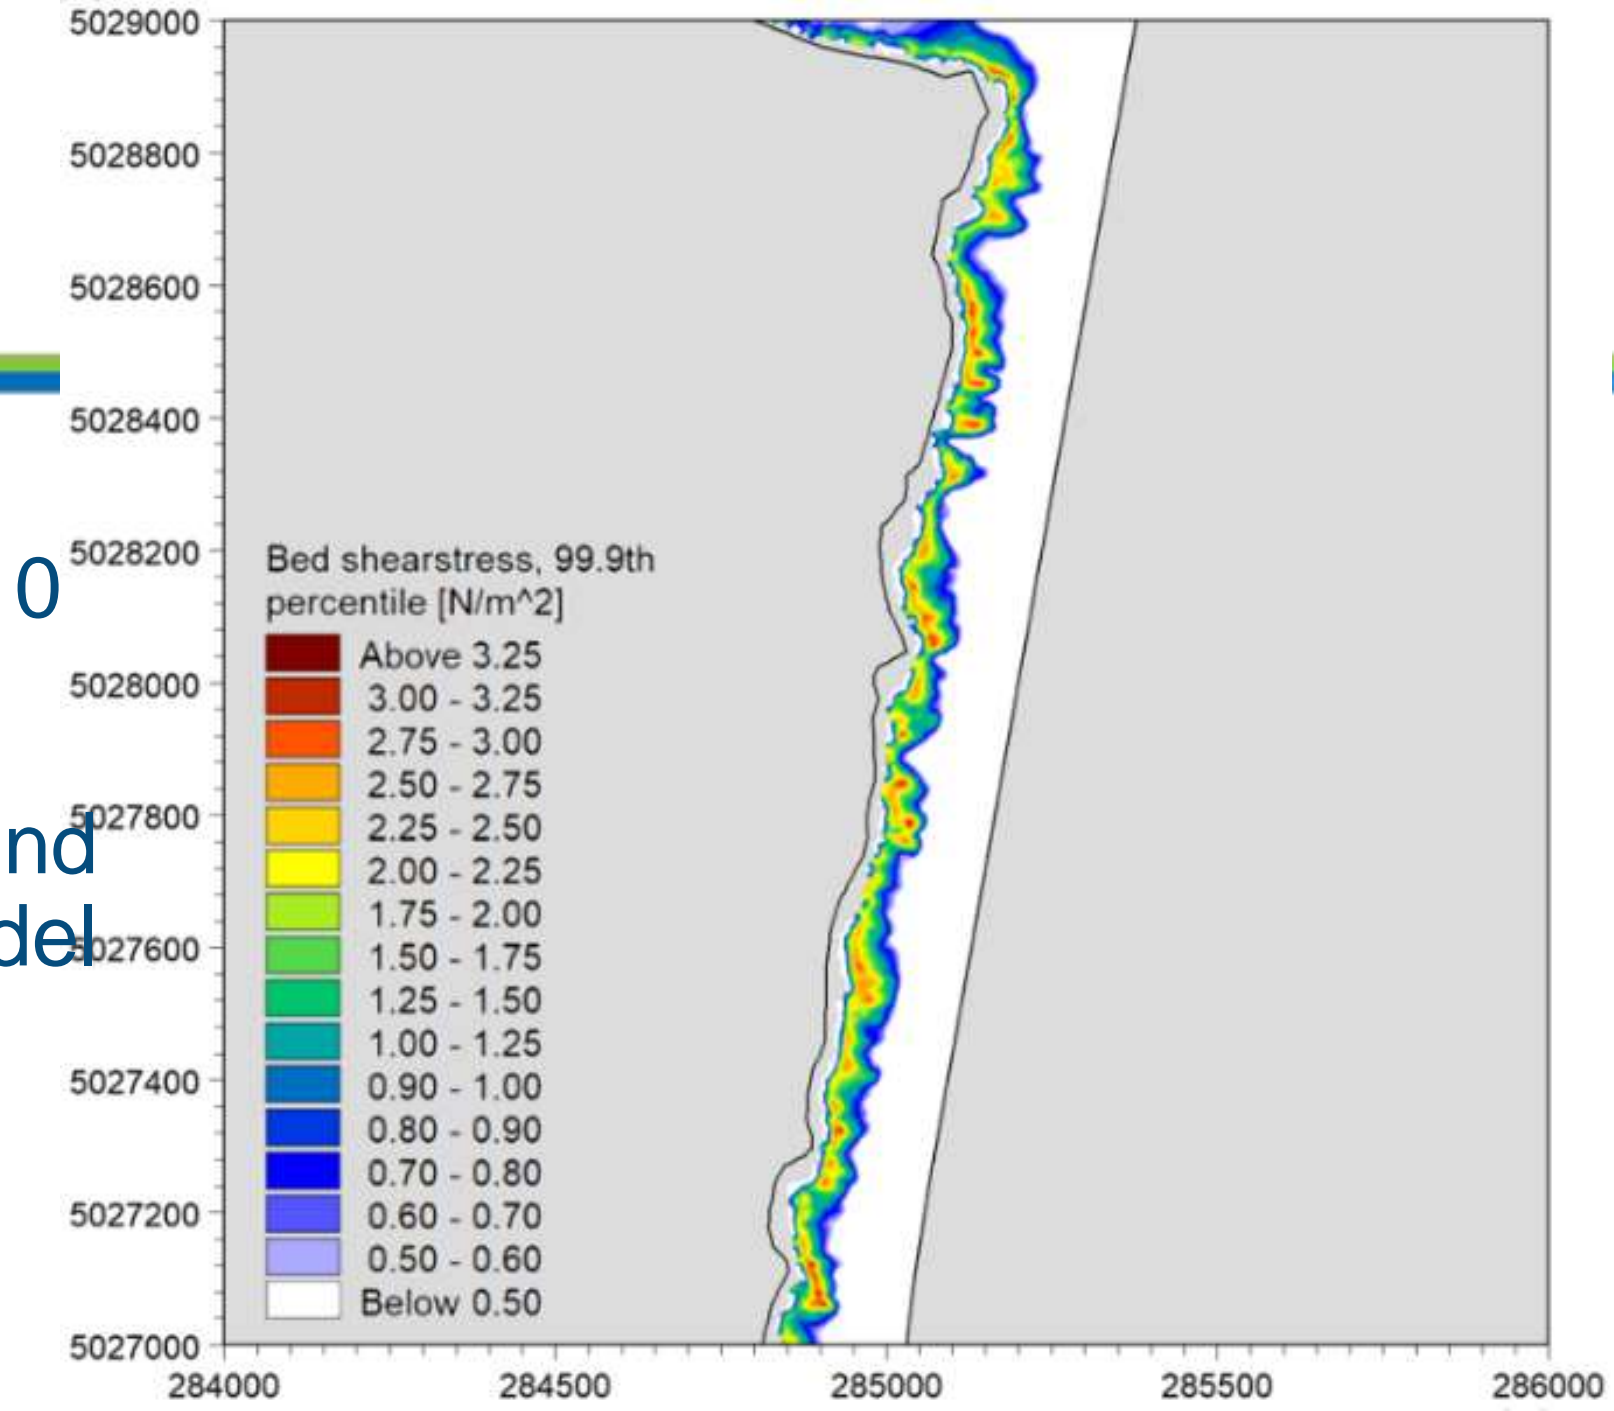 5029000
5028800
5028600
5028400
5028200
0
5028000
5027800
nd
5027600
del
5027400
5027200
5027000
Bed shearstress, 99.9th
percentile [N/m^2]
Above 3.25
3.00 - 3.25
2.75 - 3.00
2.50 - 2.75
2.25 - 2.50
2.00 - 2.25
1.75 - 2.00
1.50 - 1.75
1.25 - 1.50
1.00 - 1.25
0.90 - 1.00
0.80 - 0.90
0.70 - 0.80
0.60 - 0.70
0.50 - 0.60
Below 0.50
284000 284500 285000 285500 286000